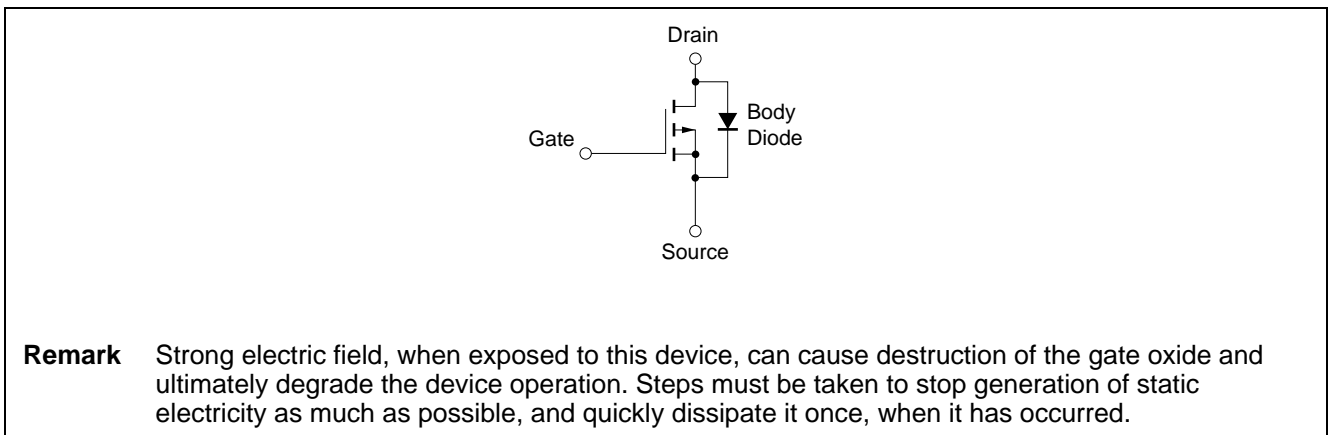 Drain
Body
Diode
Gate
Source
Remark Strong electric field, when exposed to this device, can cause destruction of the gate oxide and
ultimately degrade the device operation. Steps must be taken to stop generation of static
electricity as much as possible, and quickly dissipate it once, when it has occurred.